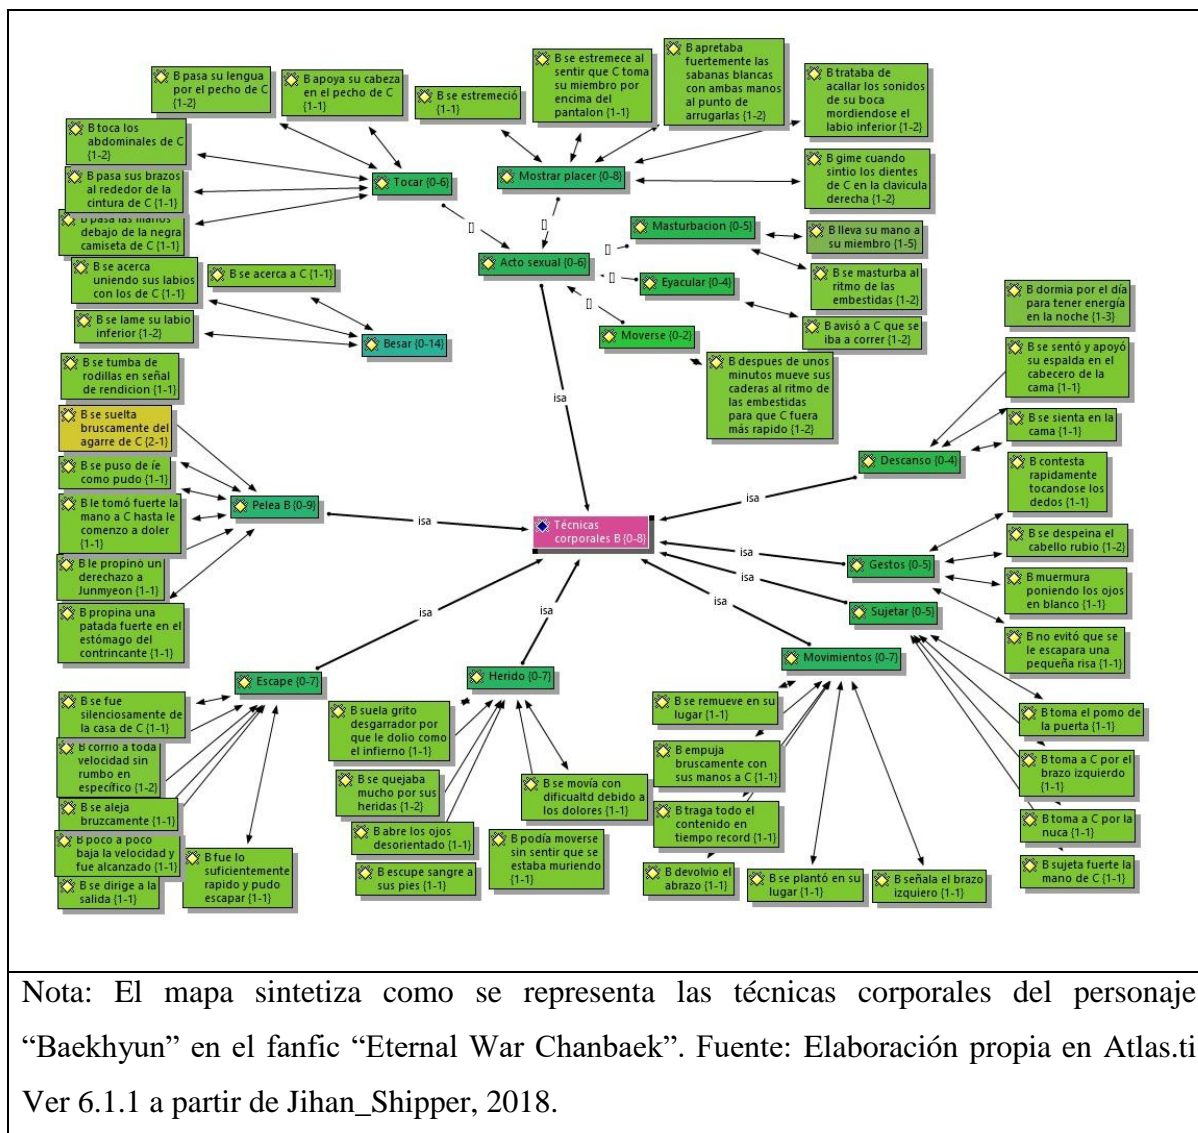 B pasa su lengua
por el pecho de C
{1-2}
B apoya su cabeza
en el pecho de C
{1-1}
B se estremeció
{1-1}
B se estremece al
sentir que C toma
su miembro por
encima del
pantalon {1-1}
B apretaba
fuertemente las
sabanas blancas
con ambas manos
al punto de
arrugarlas {1-2}
B trataba de
acallar los sonidos
de su boca
mordiendose el
labio inferior {1-2}
B toca los
abdominales de C
{1-2}
B pasa sus brazos
al rededor de la
cintura de C {1-1}
B pasa las manos
debajo de la negra
camiseta de C {1-1}
Tocar {0-6}
Mostrar placer {0-8}
B gime cuando
sintio los dientes
de C en la clavicula
derecha {1-2}
Masturbacion {0-5}
B lleva su mano a
su miembro {1-5}
Acto sexual {0-6}
Eyacular {0-4}
B se masturba al
ritmo de las
embestidas
{1-2}
Moverse {0-2}
B avisó a C que se
iba a correr {1-2}
B despues de unos
minutos mueve sus
caderas al ritmo de
las embestidas
para que C fuera
más rapido {1-2}
B se acerca
uniendo sus labios
con los de C {1-1}
B se acerca a C {1-1}
B se lame su labio
inferior {1-2}
Besar {0-14}
B dormia por el día
para tener energía
en la noche {1-3}
B se sentó y apoyó
su espalda en el
cabecero de la
cama {1-1}
B se sienta en la
cama {1-1}
Descanso {0-4}
B se tumba de
rodillas en señal
de rendicion {1-1}
B se suelta
bruscamente del
agarre de C {2-1}
B se puso de íe
como pudo {1-1}
B le tomó fuerte la
mano a C hasta le
comenzo a doler
{1-1}
B le propinó un
derechazo a
Junmyeon {1-1}
B propina una
patada fuerte en el
estómago del
contrincante {1-1}
Pelea B {0-9}
isa
isa
isa
Técnicas
corporales B {0-8}
isa
isa
isa
isa
isa
B contesta
rapidamente
tocandose los
dedos {1-1}
B se despeina el
cabello rubio {1-2}
Gestos {0-5}
B muermura
poniendo los ojos
en blanco {1-1}
B no evitó que se
le escapara una
pequeña risa {1-1}
Sujetar {0-5}
B toma el pomo de
la puerta {1-1}
B toma a C por el
brazo izquierdo
{1-1}
B toma a C por la
nuca {1-1}
B sujeta fuerte la
mano de C {1-1}
Escape {0-7}
B se fue
silenciosamente de
la casa de C {1-1}
B corrio a toda
velocidad sin
rumbo en
específico {1-2}
B se aleja
bruzcamente {1-1}
B poco a poco
baja la velocidad y
fue alcanzado {1-1}
B se dirige a la
salida {1-1}
B fue lo
suficientemente
rapido y pudo
escapar {1-1}
Herido {0-7}
B suela grito
desgarrador por
que le dolio como
el infierno {1-1}
B se quejaba
mucho por sus
heridas {1-2}
B abre los ojos
desorientado {1-1}
B escupe sangre a
sus pies {1-1}
B se movía con
dificualtd debido a
los dolores {1-1}
B podía moverse
sin sentir que se
estaba muriendo
{1-1}
Movimientos {0-7}
B se remueve en su
lugar {1-1}
B empuja
bruscamente con
sus manos a C {1-1}
B traga todo el
contenido en
tiempo record {1-1}
B devolvio el
abrazo {1-1}
B se plantó en su
lugar {1-1}
B señala el brazo
izquiero {1-1}
Nota: El mapa sintetiza como se representa las técnicas corporales del personaje
“Baekhyun” en el fanfic “Eternal War Chanbaek”. Fuente: Elaboración propia en Atlas.ti
Ver 6.1.1 a partir de Jihan_Shipper, 2018.